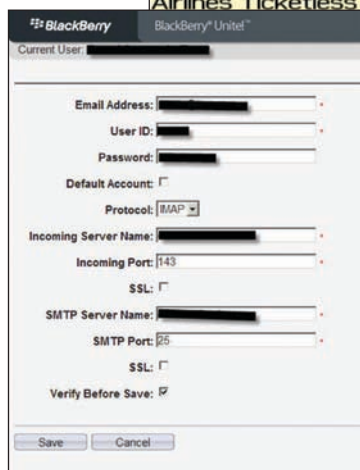 Airlines Ticketless
BlackBerry BlackBerry® Unitel™
Current User:
Email Address: *
User ID: *
Password:
Default Account:
Protocol: IMAP
Incoming Server Name: *
Incoming Port: 143 *
SSL:
SMTP Server Name: *
SMTP Port: 25 *
SSL:
Verify Before Save:
Save Cancel